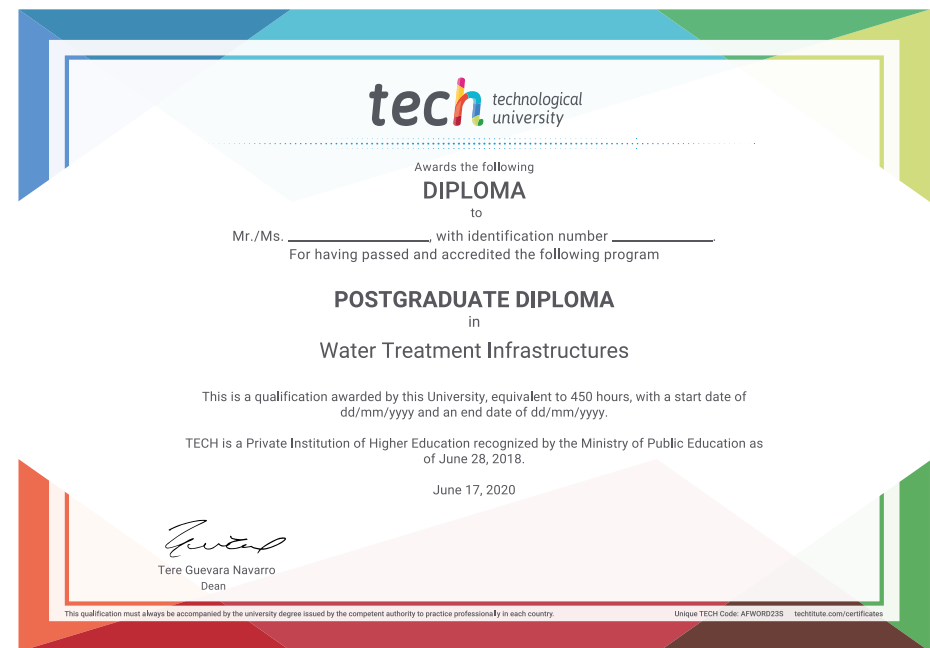 tech technological
university
Awards the following
DIPLOMA
to
Mr./Ms. ________________, with identification number ____________.
For having passed and accredited the following program
POSTGRADUATE DIPLOMA
in
Water Treatment Infrastructures
This is a qualification awarded by this University, equivalent to 450 hours, with a start date of
dd/mm/yyyy and an end date of dd/mm/yyyy.
TECH is a Private Institution of Higher Education recognized by the Ministry of Public Education as
of June 28, 2018.
June 17, 2020
Tere Guevara Navarro
Dean
This qualification must always be accompanied by the university degree issued by the competent authority to practice professionally in each country. Unique TECH Code: AFWORD23S techtitute.com/certificates